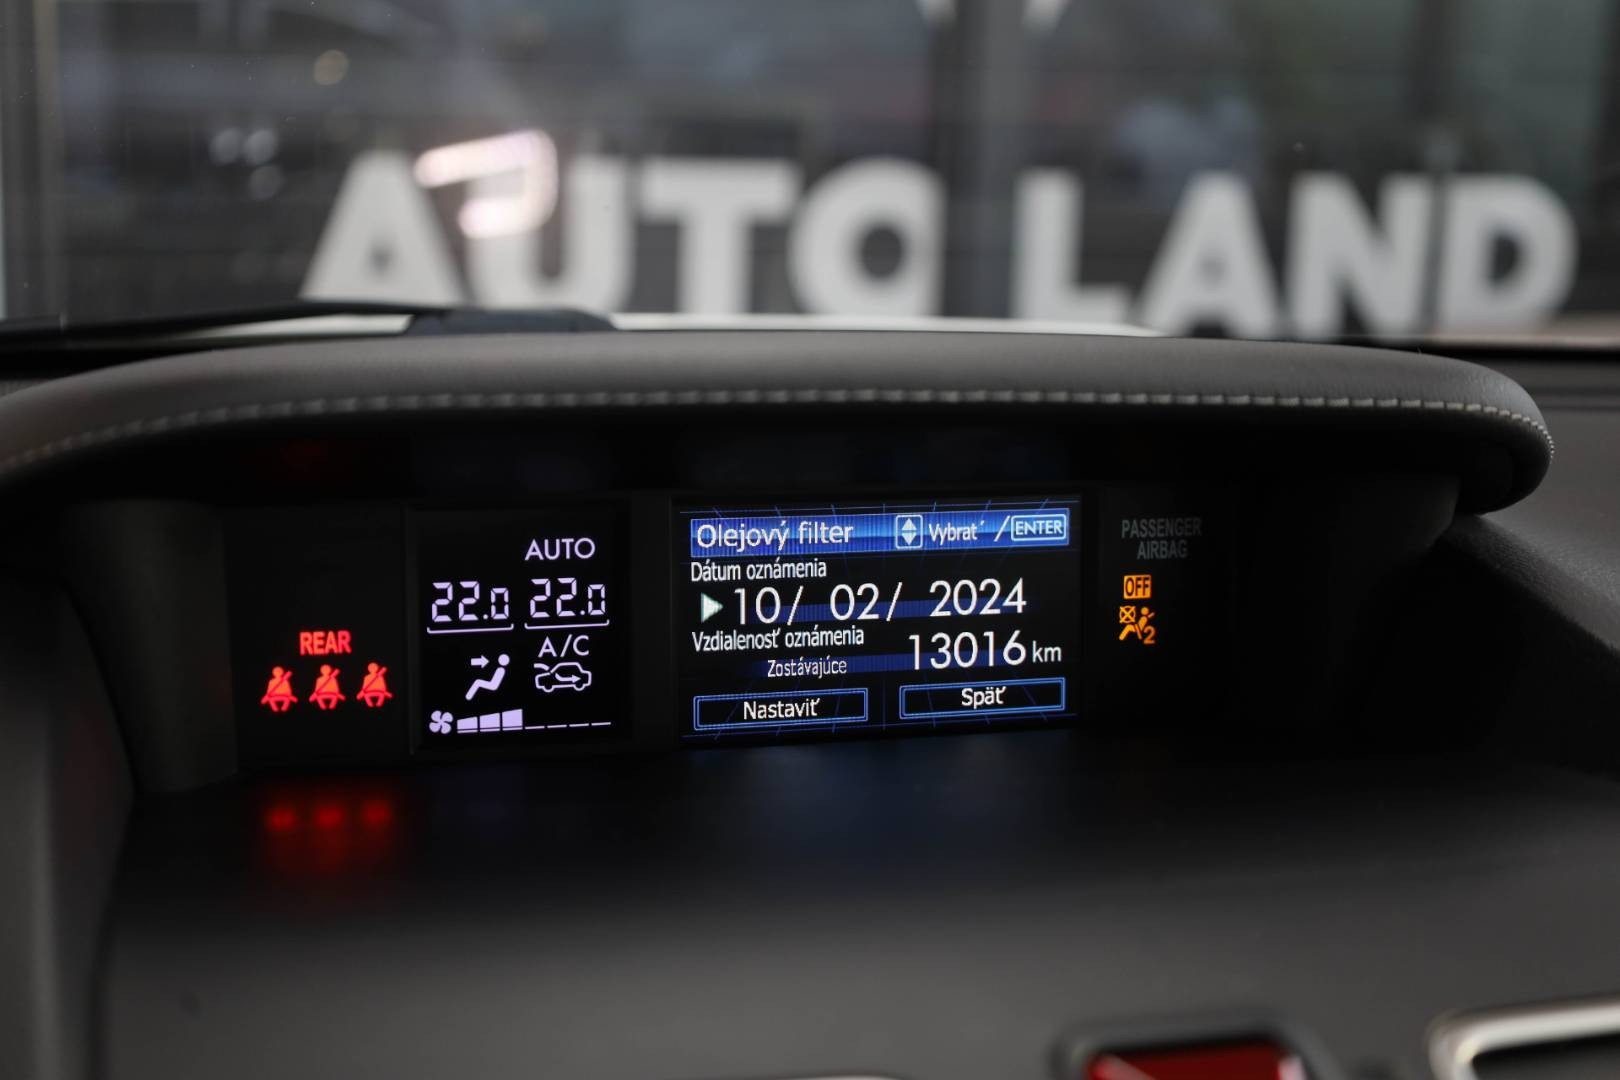 AUTO LAND
REAR
AUTO
22.0 22.0
A/C
Olejový filter Vybrať /ENTER
Dátum oznámenia
10/ 02/ 2024
Vzdialenosť oznámenia
Zostávajúce 13016 km
Nastaviť Späť
PASSENGER
AIRBAG
OFF
2